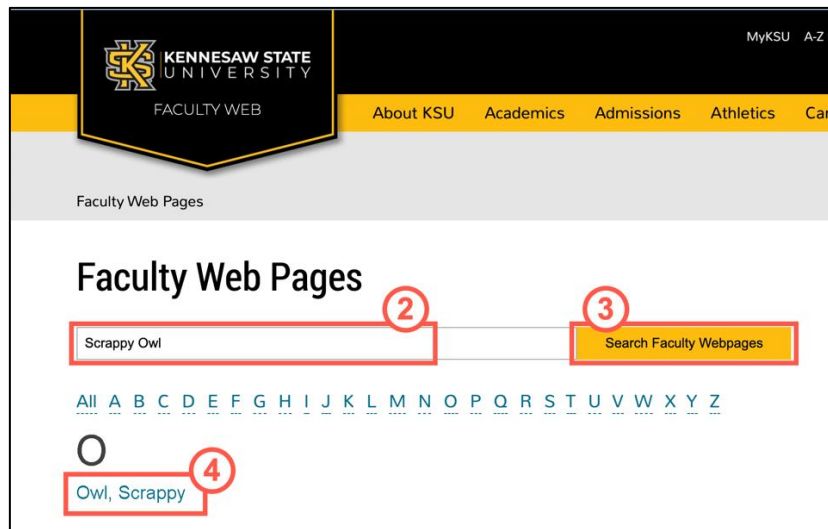 MyKSU A-Z
KENNESAW STATE
UNIVERSITY
FACULTY WEB
About KSU Academics Admissions Athletics
Faculty Web Pages
Faculty Web Pages
2
3
Scrappy Owl
Search Faculty Webpages
All A B C D E F G H I J K L M N O P Q R S T U V W X Y Z
O
4
Owl, Scrappy